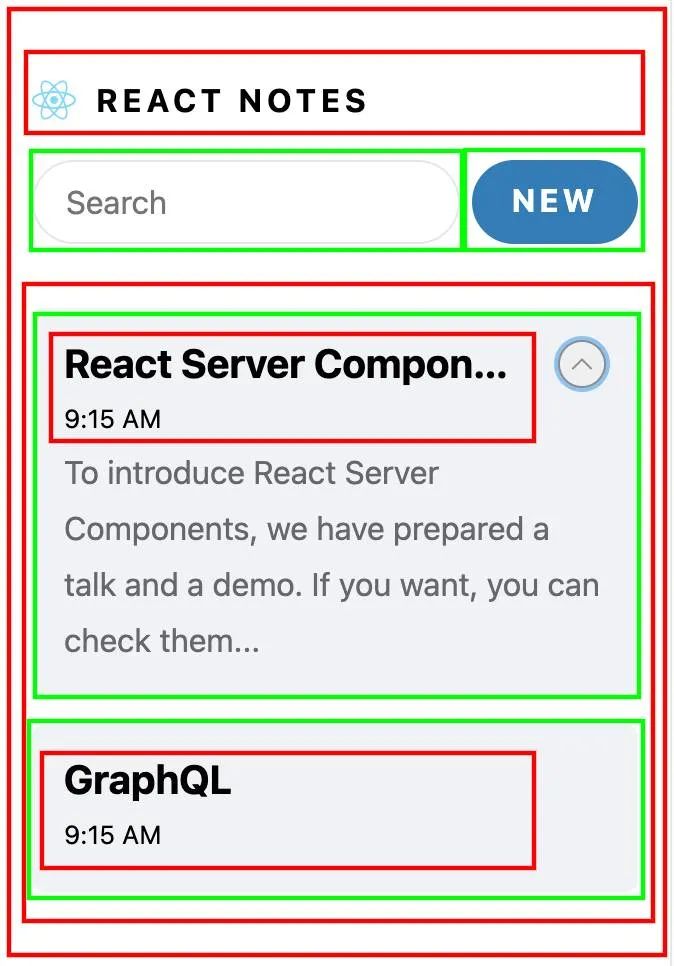 REACT NOTES
Search
NEW
React Server Compon...
9:15 AM
To introduce React Server
Components, we have prepared a
talk and a demo. If you want, you can
check them...
GraphQL
9:15 AM